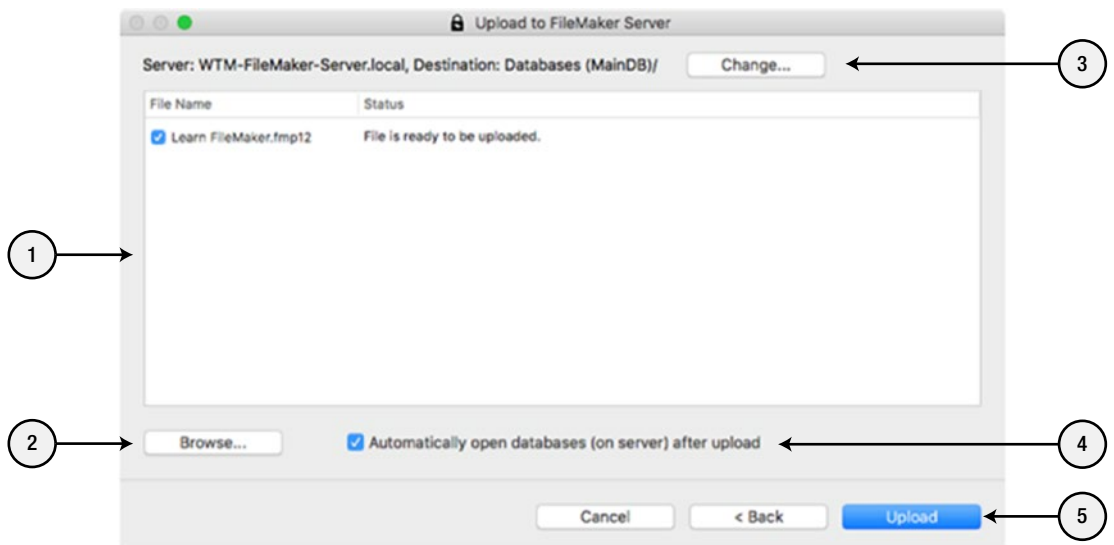 Upload to FileMaker Server
Server: WTM-FileMaker-Server.local, Destination: Databases (MainDB)/ Change... 3
File Name Status
Learn FileMaker.fmp12 File is ready to be uploaded.
1
2 Browse... Automatically open databases (on server) after upload 4
Cancel < Back Upload 5